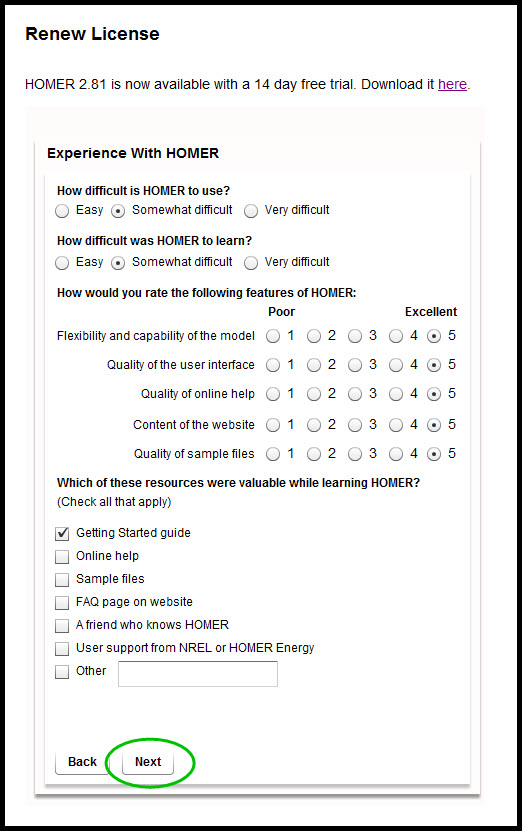 Renew License
HOMER 2.81 is now available with a 14 day free trial. Download it here.
Experience With HOMER
How difficult is HOMER to use?
Easy Somewhat difficult Very difficult
How difficult was HOMER to learn?
Easy Somewhat difficult Very difficult
How would you rate the following features of HOMER:
Poor Excellent
Flexibility and capability of the model 1 2 3 4 5
Quality of the user interface 1 2 3 4 5
Quality of online help 1 2 3 4 5
Content of the website 1 2 3 4 5
Quality of sample files 1 2 3 4 5
Which of these resources were valuable while learning HOMER?
(Check all that apply)
Getting Started guide
Online help
Sample files
FAQ page on website
A friend who knows HOMER
User support from NREL or HOMER Energy
Other
Back Next